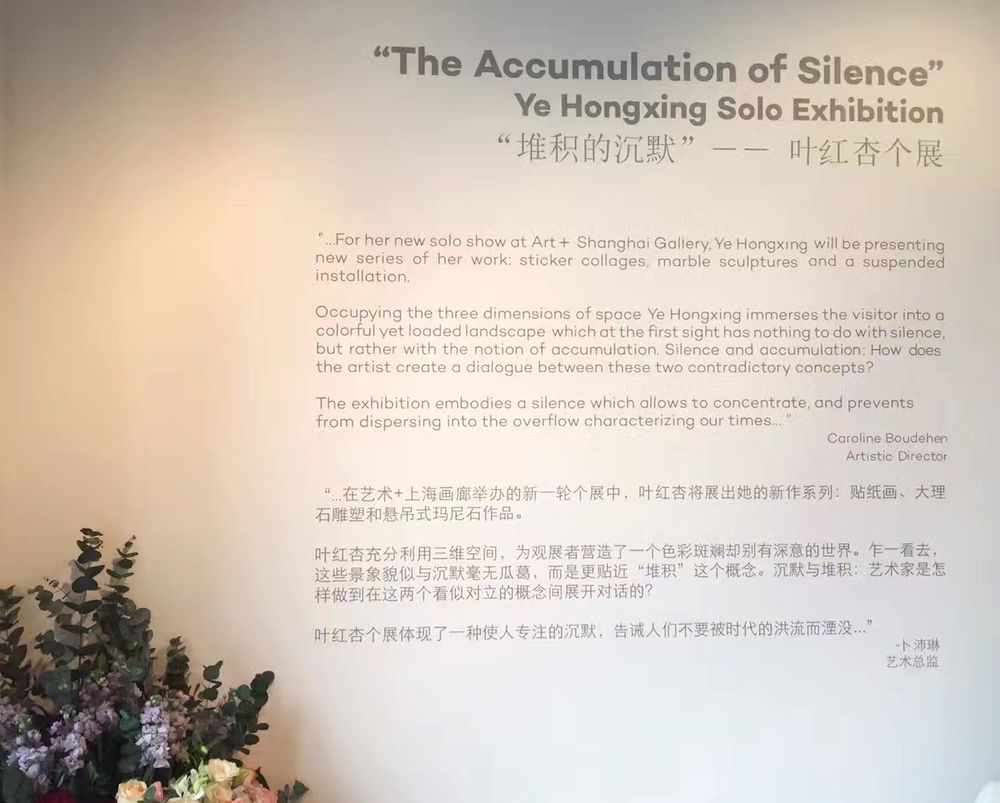 “The Accumulation of Silence”
Ye Hongxing Solo Exhibition
“堆积的沉默”—— 叶红杏个展
"...For her new solo show at Art+ Shanghai Gallery, Ye Hongxing will be presenting
new series of her work: sticker collages, marble sculptures and a suspended
installation.
Occupying the three dimensions of space Ye Hongxing immerses the visitor into a
colorful yet loaded landscape which at the first sight has nothing to do with silence,
but rather with the notion of accumulation. Silence and accumulation: How does
the artist create a dialogue between these two contradictory concepts?
The exhibition embodies a silence which allows to concentrate, and prevents
from dispersing into the overflow characterizing our times..."
Caroline Boudehen
Artistic Director
“...在艺术+上海画廊举办的新一轮个展中，叶红杏将展出她的新作系列：贴纸画、大理
石雕塑和悬吊式玛尼石作品。
叶红杏充分利用三维空间，为观展者营造了一个色彩斑斓却别有深意的世界。乍一看去，
这些景象貌似与沉默毫无瓜葛，而是更贴近“堆积”这个概念。沉默与堆积：艺术家是怎
样做到在这两个看似对立的概念间展开对话的？
叶红杏个展体现了一种使人专注的沉默，告诫人们不要被时代的洪流而湮没...”
-卜沛琳
艺术总监